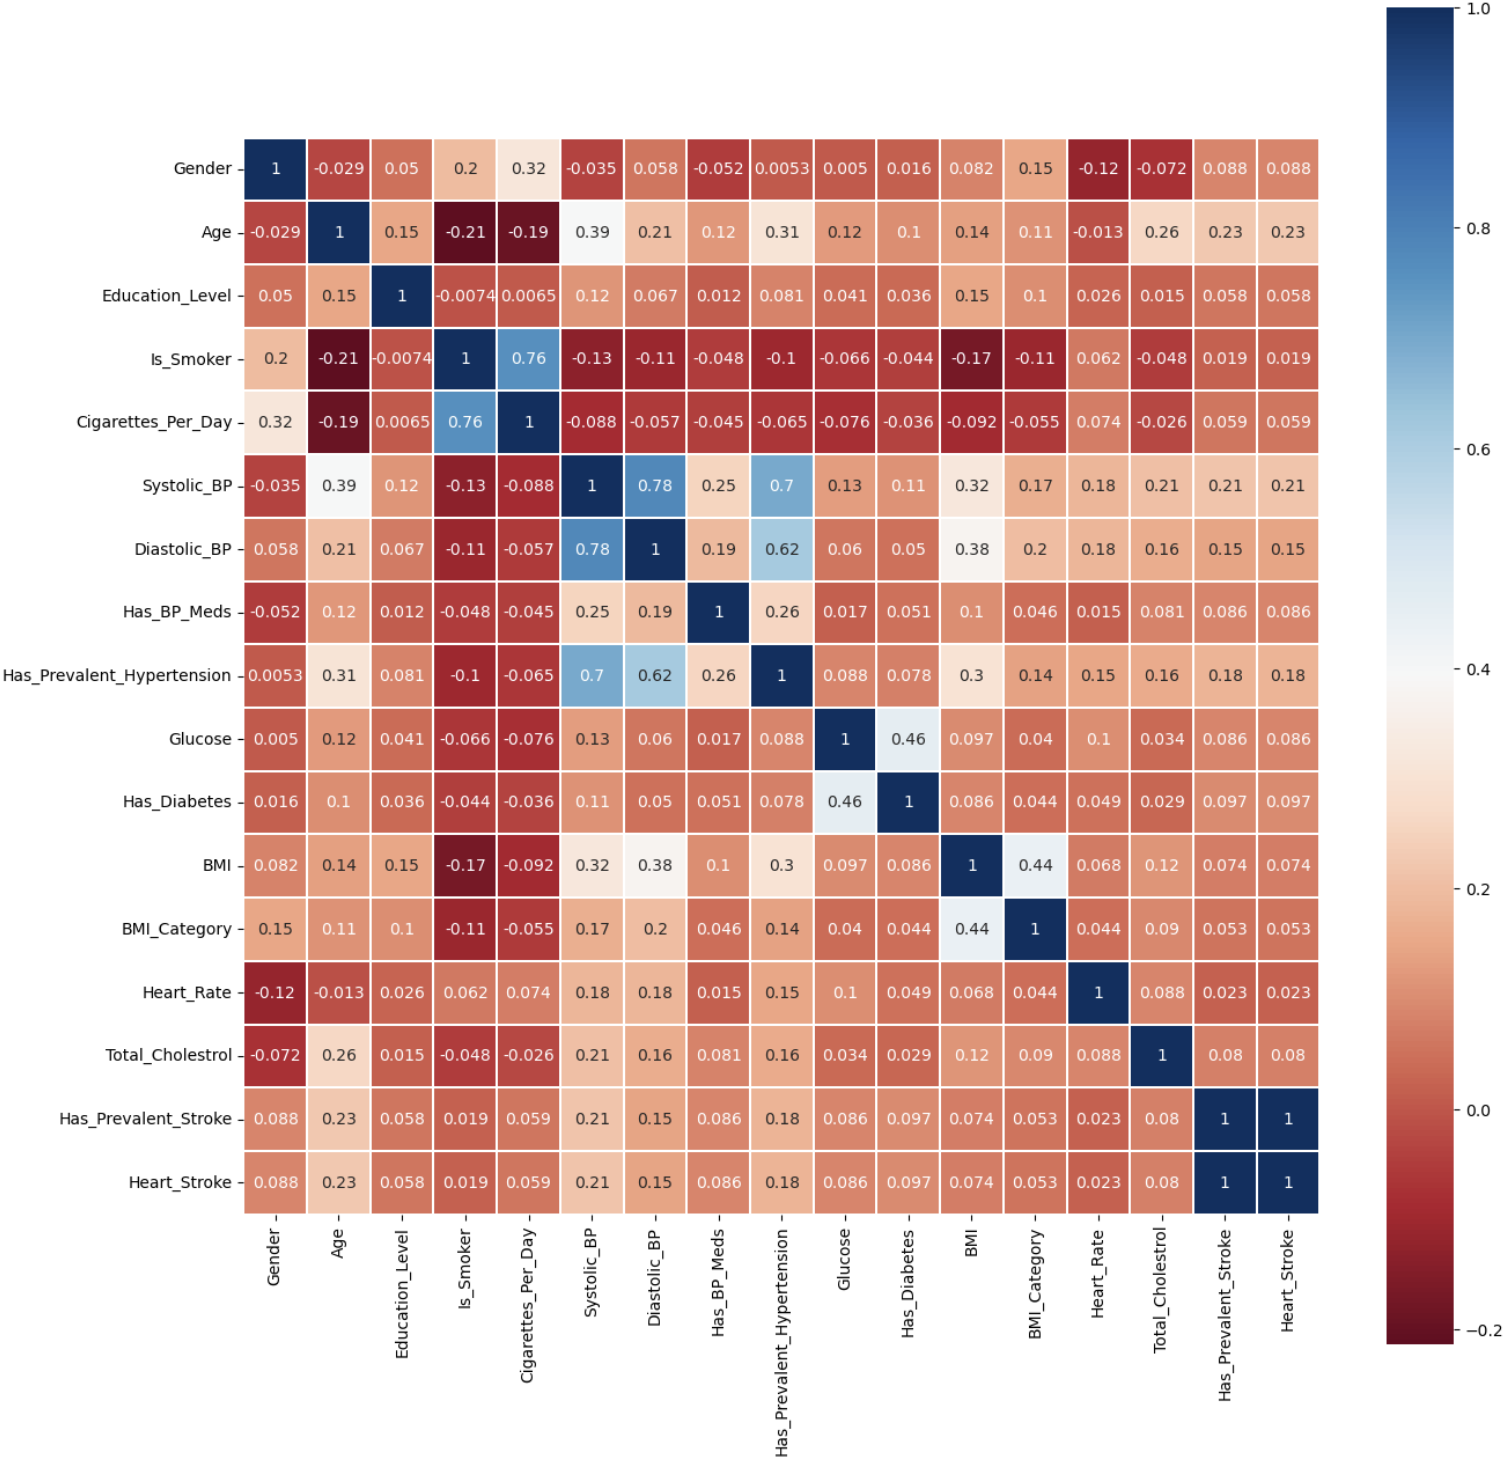 1.0
Gender 1 -0.029 0.05 0.2 0.32 -0.035 0.058 -0.052 0.0053 0.005 0.016 0.082 0.15 -0.12 -0.072 0.088 0.088
Age -0.029 1 0.15 -0.21 -0.19 0.39 0.21 0.12 0.31 0.12 0.1 0.14 0.11 -0.013 0.26 0.23 0.23
0.8
Education_Level 0.05 0.15 1 -0.0074 0.0065 0.12 0.067 0.012 0.081 0.041 0.036 0.15 0.1 0.026 0.015 0.058 0.058
Is_Smoker 0.2 -0.21 -0.0074 1 0.76 -0.13 -0.11 -0.048 -0.1 -0.066 -0.044 -0.17 -0.11 0.062 -0.048 0.019 0.019
Cigarettes_Per_Day 0.32 -0.19 0.0065 0.76 1 -0.088 -0.057 -0.045 -0.065 -0.076 -0.036 -0.092 -0.055 0.074 -0.026 0.059 0.059
0.6
Systolic_BP -0.035 0.39 0.12 -0.13 -0.088 1 0.78 0.25 0.7 0.13 0.11 0.32 0.17 0.18 0.21 0.21 0.21
Diastolic_BP 0.058 0.21 0.067 -0.11 -0.057 0.78 1 0.19 0.62 0.06 0.05 0.38 0.2 0.18 0.16 0.15 0.15
Has_BP_Meds -0.052 0.12 0.012 -0.048 -0.045 0.25 0.19 1 0.26 0.017 0.051 0.1 0.046 0.015 0.081 0.086 0.086
0.4
Has_Prevalent_Hypertension 0.0053 0.31 0.081 -0.1 -0.065 0.7 0.62 0.26 1 0.088 0.078 0.3 0.14 0.15 0.16 0.18 0.18
Glucose 0.005 0.12 0.041 -0.066 -0.076 0.13 0.06 0.017 0.088 1 0.46 0.097 0.04 0.1 0.034 0.086 0.086
Has_Diabetes 0.016 0.1 0.036 -0.044 -0.036 0.11 0.05 0.051 0.078 0.46 1 0.086 0.044 0.049 0.029 0.097 0.097
BMI 0.082 0.14 0.15 -0.17 -0.092 0.32 0.38 0.1 0.3 0.097 0.086 1 0.44 0.068 0.12 0.074 0.074
0.2
BMI_Category 0.15 0.11 0.1 -0.11 -0.055 0.17 0.2 0.046 0.14 0.04 0.044 0.44 1 0.044 0.09 0.053 0.053
Heart_Rate -0.12 -0.013 0.026 0.062 0.074 0.18 0.18 0.015 0.15 0.1 0.049 0.068 0.044 1 0.088 0.023 0.023
Total_Cholestrol -0.072 0.26 0.015 -0.048 -0.026 0.21 0.16 0.081 0.16 0.034 0.029 0.12 0.09 0.088 1 0.08 0.08
0.0
Has_Prevalent_Stroke 0.088 0.23 0.058 0.019 0.059 0.21 0.15 0.086 0.18 0.086 0.097 0.074 0.053 0.023 0.08 1 1
Heart_Stroke 0.088 0.23 0.058 0.019 0.059 0.21 0.15 0.086 0.18 0.086 0.097 0.074 0.053 0.023 0.08 1 1
−0.2
Gender
Age
Education_Level
Is_Smoker
Cigarettes_Per_Day
Systolic_BP
Diastolic_BP
Has_BP_Meds
Has_Prevalent_Hypertension
Glucose
Has_Diabetes
BMI
BMI_Category
Heart_Rate
Total_Cholestrol
Has_Prevalent_Stroke
Heart_Stroke